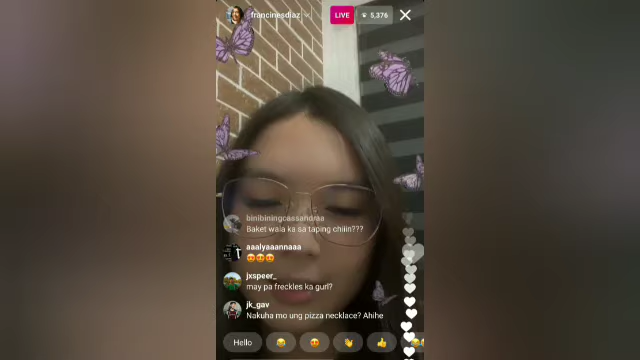 francinesdiaz
LIVE
5,376
binibiningcassandraa
Baket wala ka sa taping chiiin???
aaalyaaannaaa
😍😍😍
jxspeer_
may pa freckles ka gurl?
jk_gav
Nakuha mo ung pizza necklace? Ahihe
Hello